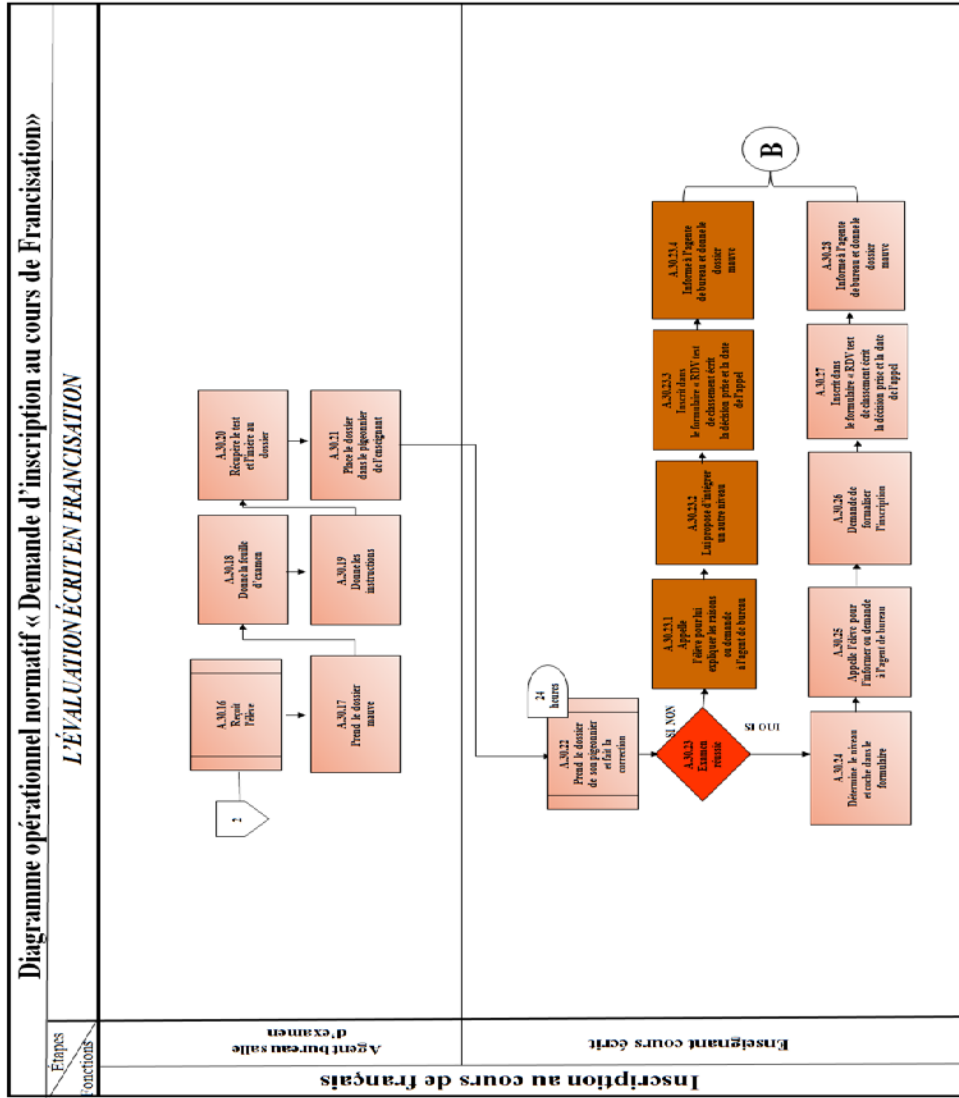 Diagramme opérationnel normatif « Demande d'inscription au cours de Francisation»
Etapes
Fonctions
L'ÉVALUATION ÉCRIT EN FRANCISATION
Inscription au cours de français
Agent bureau salle
d'examen
2
A.30.16
Reçoit
l'élève
A.30.17
Prend le dossier
mauve
A.30.18
Donne la feuille
d'examen
A.30.19
Donne les
instructions
A.30.20
Récupère le test
et l'insère au
dossier
A.30.21
Place le dossier
dans le pigeonnier
de l'enseignant
Enseignant cours écrit
24
heures
A.30.22
Prend le dossier
de son pigeonnier
et fait la
correction
A.30.23
Examen
réussie
SI NON
SI OUI
A.30.23.1
Appelle
l'élève pour lui
expliquer les raisons
ou demande
à l'agent de bureau
A.30.23.2
Lui propose d'intégrer
un autre niveau
A.30.23.3
Inscrit dans
le formulaire « RDV test
de classement écrit
la décision prise et la date
de l'appel
A.30.23.4
Informe à l'agente
de bureau et donne le
dossier
mauve
A.30.24
Détermine le niveau
et coche dans le
formulaire
A.30.25
Appelle l'élève pour
l'informer ou demande
à l'agent de bureau
A.30.26
Demande de
formaliser
l'inscription
A.30.27
Inscrit dans
le formulaire « RDV test
de classement écrit
la décision prise et la date
de l'appel
A.30.28
Informe à l'agente
de bureau et donne le
dossier
mauve
B